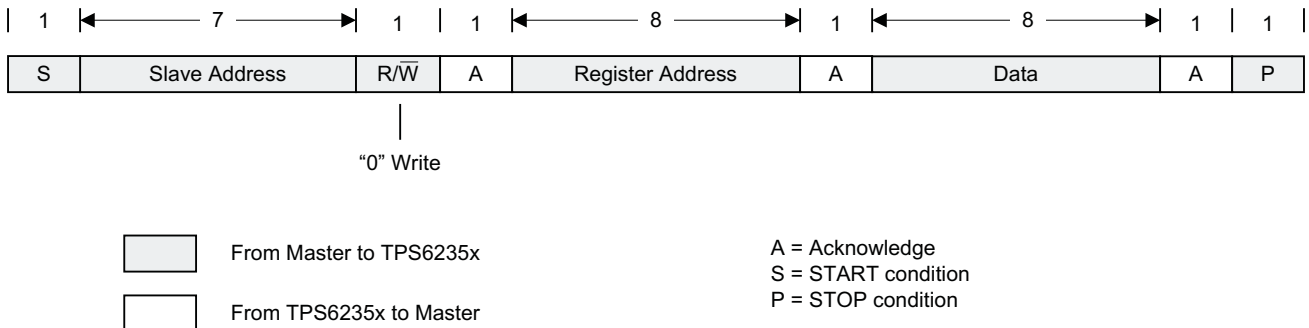 1 7 1 1 8 1 8 1 1
S Slave Address R/W̅ A Register Address A Data A P
“0” Write
From Master to TPS6235x
From TPS6235x to Master
A = Acknowledge
S = START condition
P = STOP condition